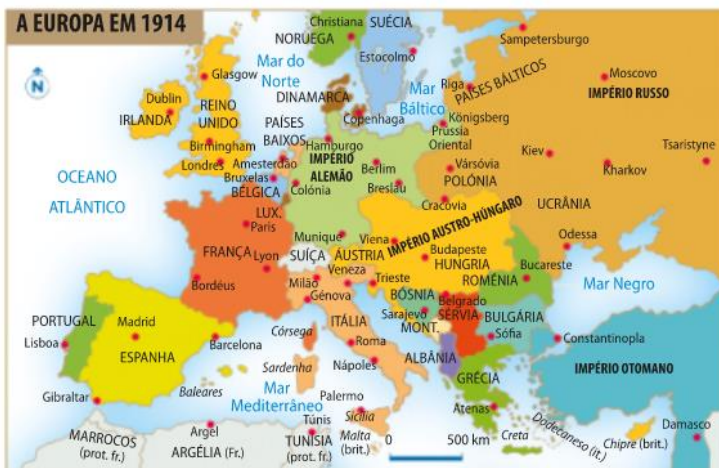 A EUROPA EM 1914
Christiana
NORUEGA
SUÉCIA
Estocolmo
Sampetersburgo
Mar do
Norte
Glasgow
N
Dublin
IRLANDA
REINO
UNIDO
DINAMARCA
Copenhaga
Mar
Báltico
Riga
PAÍSES BÁLTICOS
Moscovo
IMPÉRIO RUSSO
Königsberg
Prussia
Oriental
PAÍSES
BAIXOS
Hamburgo
Birmingham
Londres
Amesterdão
Bruxelas
BÉLGICA
IMPÉRIO
ALEMÃO
Berlim
Colónia
Breslau
Vársóvia
POLÓNIA
Kiev
Kharkov
Tsaristyne
OCEANO
ATLÂNTICO
LUX.
Paris
Cracovia
UCRÂNIA
Munique
Viena
IMPÉRIO AUSTRO-HÚNGARO
FRANÇA
Lyon
SUÍÇA
ÁUSTRIA
Budapeste
HUNGRIA
Odessa
Veneza
Trieste
ROMÉNIA
Bucareste
Bordéus
Milão
Génova
BÓSNIA
Belgrado
SÉRVIA
Mar Negro
Sarajevo
MONT.
BULGÁRIA
Sófia
PORTUGAL
Lisboa
Madrid
ESPANHA
Barcelona
Córsega
ITÁLIA
Roma
Nápoles
ALBÂNIA
Constantinopla
IMPÉRIO OTOMANO
Sardenha
GRÉCIA
Baleares
Mar
Mediterrâneo
Gibraltar
Palermo
Sicília
Atenas
Dodecaneso (it.)
Creta
Chipre (brit.)
Damasco
MARROCOS
(prot. fr.)
Argel
ARGÉLIA (Fr.)
Túnis
TUNÍSIA
(prot. fr.)
Malta
(brit.)
0 500 km